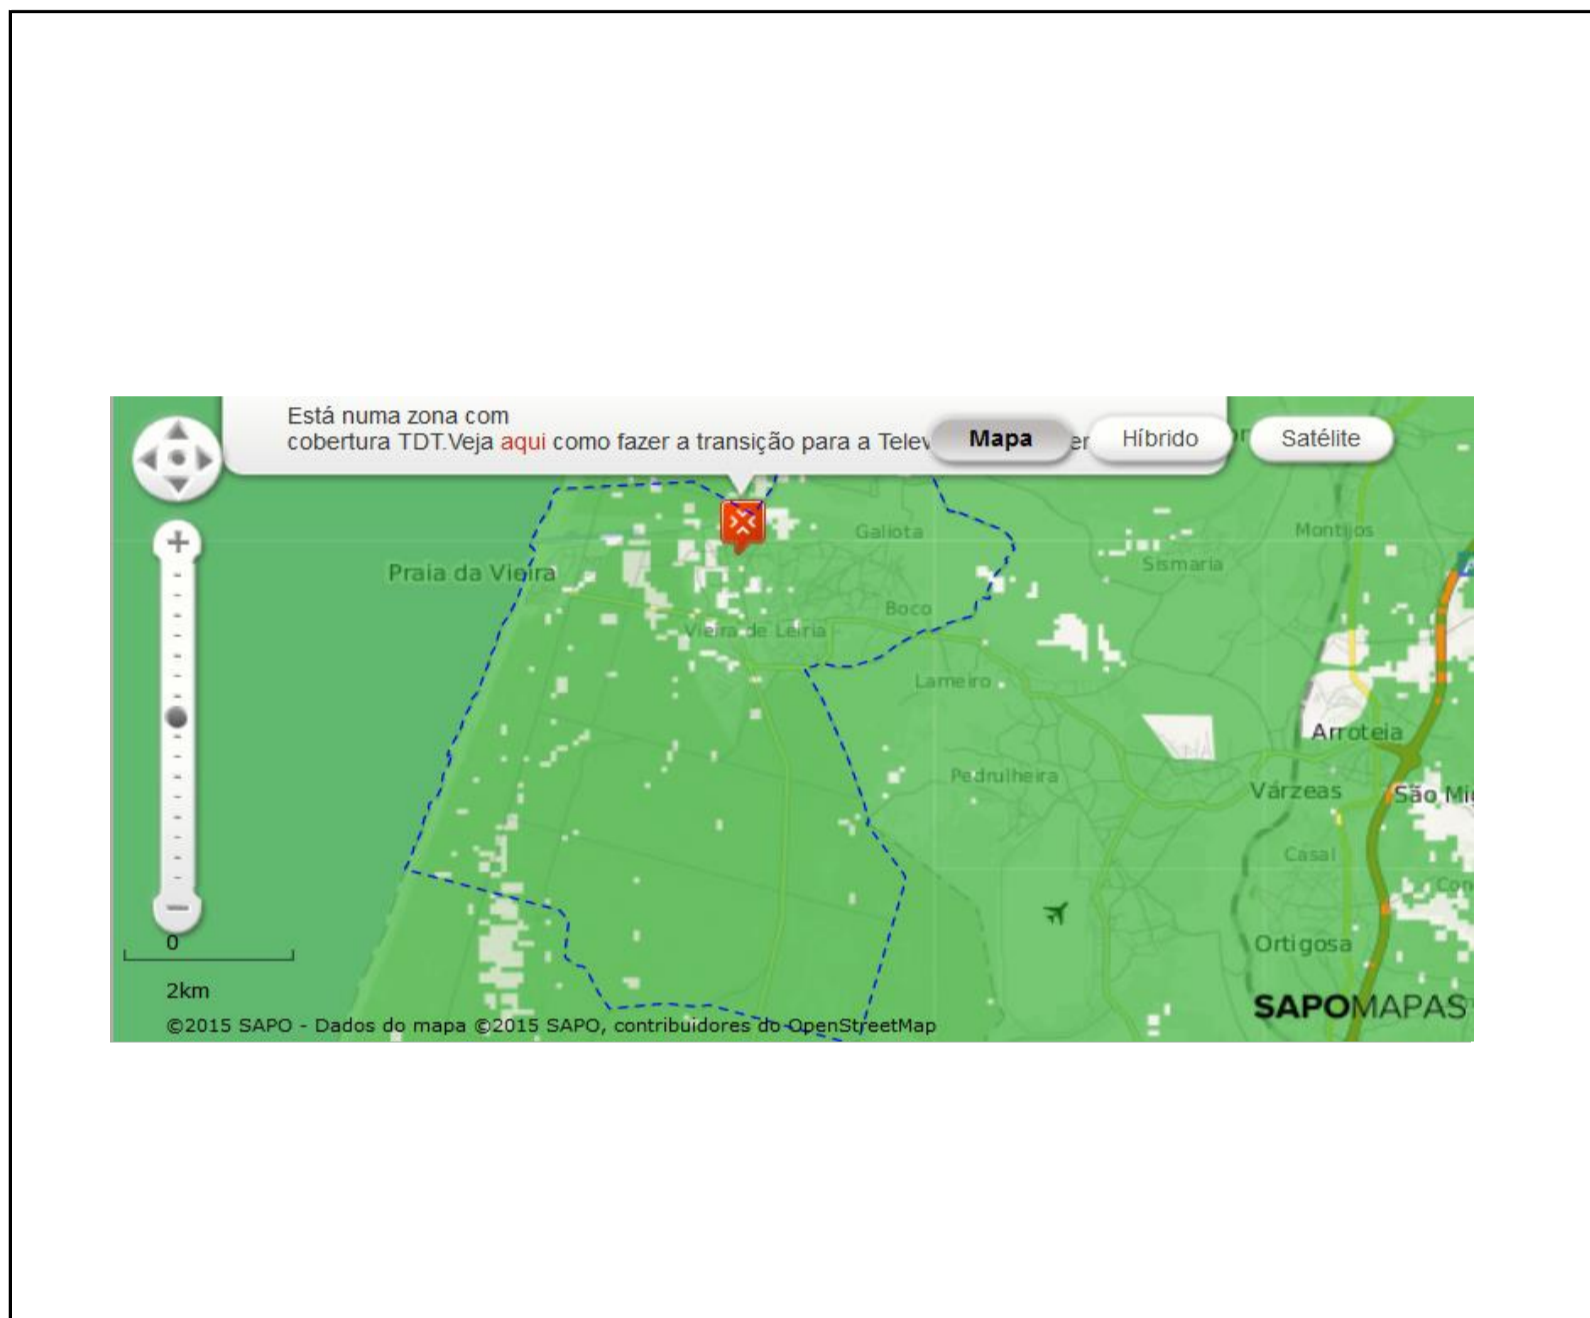 Está numa zona com
cobertura TDT.Veja aqui como fazer a transição para a Telev
Mapa
Híbrido
Satélite
Galiota
Montijos
Praia da Vieira
Sismaria
Boco
Vieira de Leiria
Lameiro
Arroteia
Pedrulheira
Várzeas
São Mi
Casal
Ortigosa
0
2km
SAPOMAPAS
©2015 SAPO - Dados do mapa ©2015 SAPO, contribuidores do OpenStreetMap